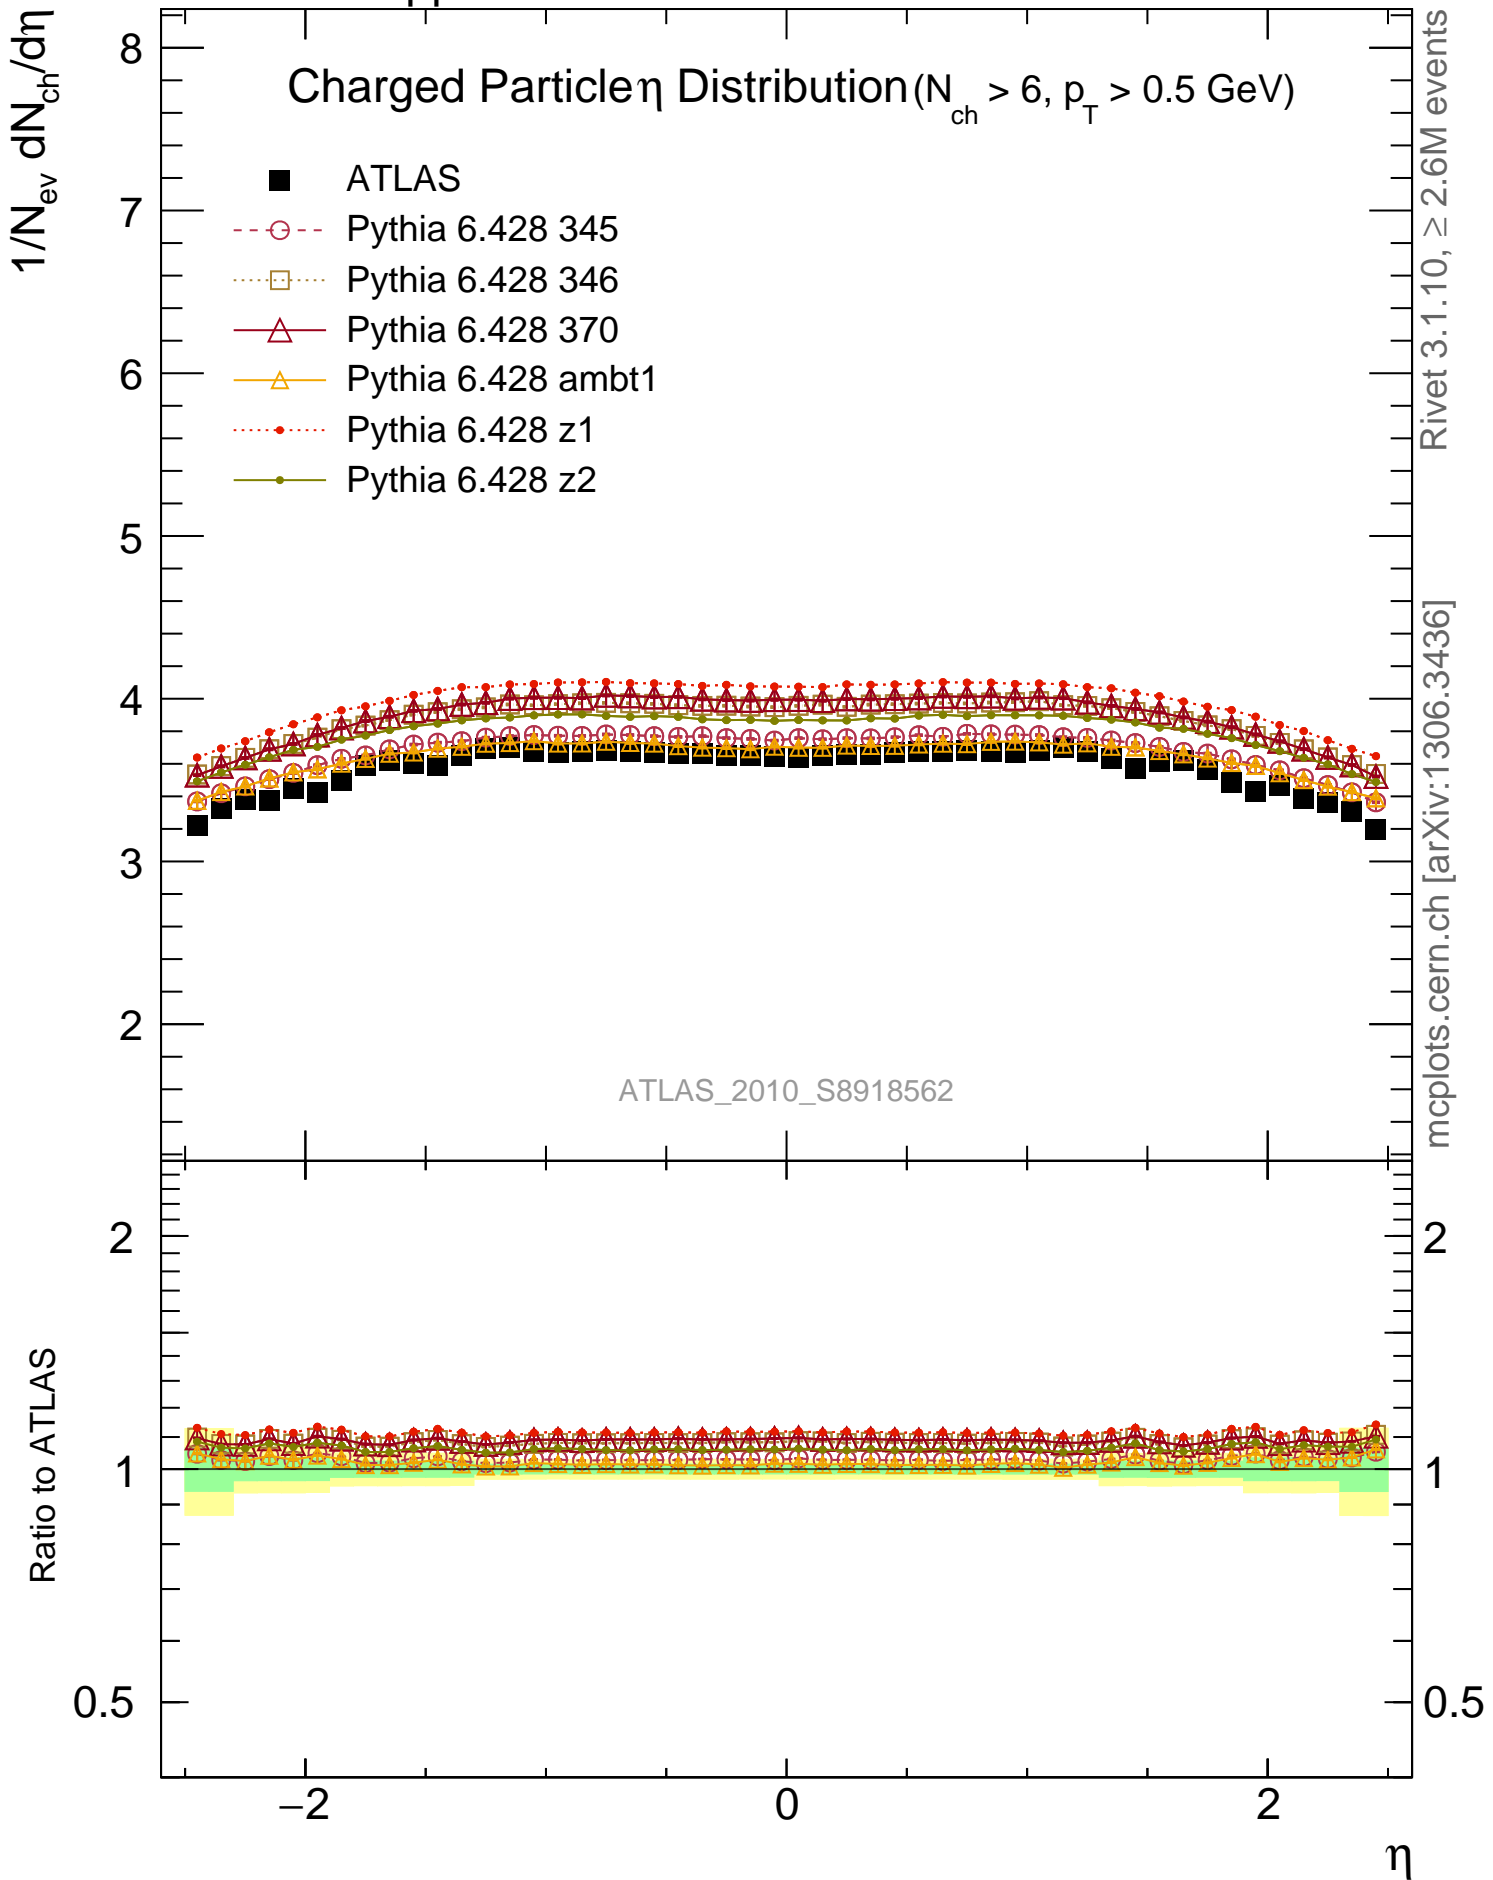 1/N_ev dN_ch/dη
Charged Particle η Distribution (N_ch > 6, p_T > 0.5 GeV)
ATLAS
Pythia 6.428 345
Pythia 6.428 346
Pythia 6.428 370
Pythia 6.428 ambt1
Pythia 6.428 z1
Pythia 6.428 z2
8
7
6
5
4
3
2
ATLAS_2010_S8918562
Rivet 3.1.10, ≥ 2.6M events
mcplots.cern.ch [arXiv:1306.3436]
Ratio to ATLAS
2
1
0.5
2
1
0.5
−2
0
2
η